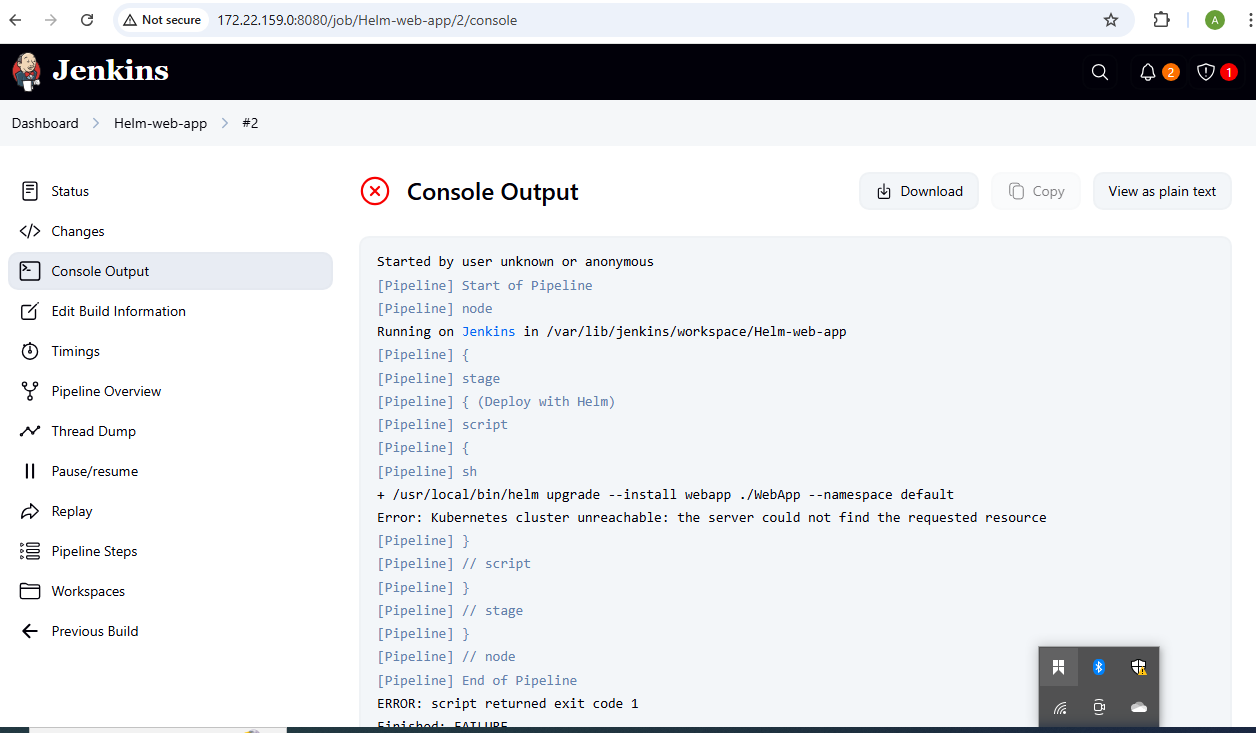 Not secure 172.22.159.0:8080/job/Helm-web-app/2/console
A
Jenkins
2
1
Dashboard > Helm-web-app > #2
Status
Changes
Console Output
Edit Build Information
Timings
Pipeline Overview
Thread Dump
Pause/resume
Replay
Pipeline Steps
Workspaces
Previous Build
Console Output
Download
Copy
View as plain text
Started by user unknown or anonymous
[Pipeline] Start of Pipeline
[Pipeline] node
Running on Jenkins in /var/lib/jenkins/workspace/Helm-web-app
[Pipeline] {
[Pipeline] stage
[Pipeline] { (Deploy with Helm)
[Pipeline] script
[Pipeline] {
[Pipeline] sh
+ /usr/local/bin/helm upgrade --install webapp ./WebApp --namespace default
Error: Kubernetes cluster unreachable: the server could not find the requested resource
[Pipeline] }
[Pipeline] // script
[Pipeline] }
[Pipeline] // stage
[Pipeline] }
[Pipeline] // node
[Pipeline] End of Pipeline
ERROR: script returned exit code 1
Finished: FAILURE